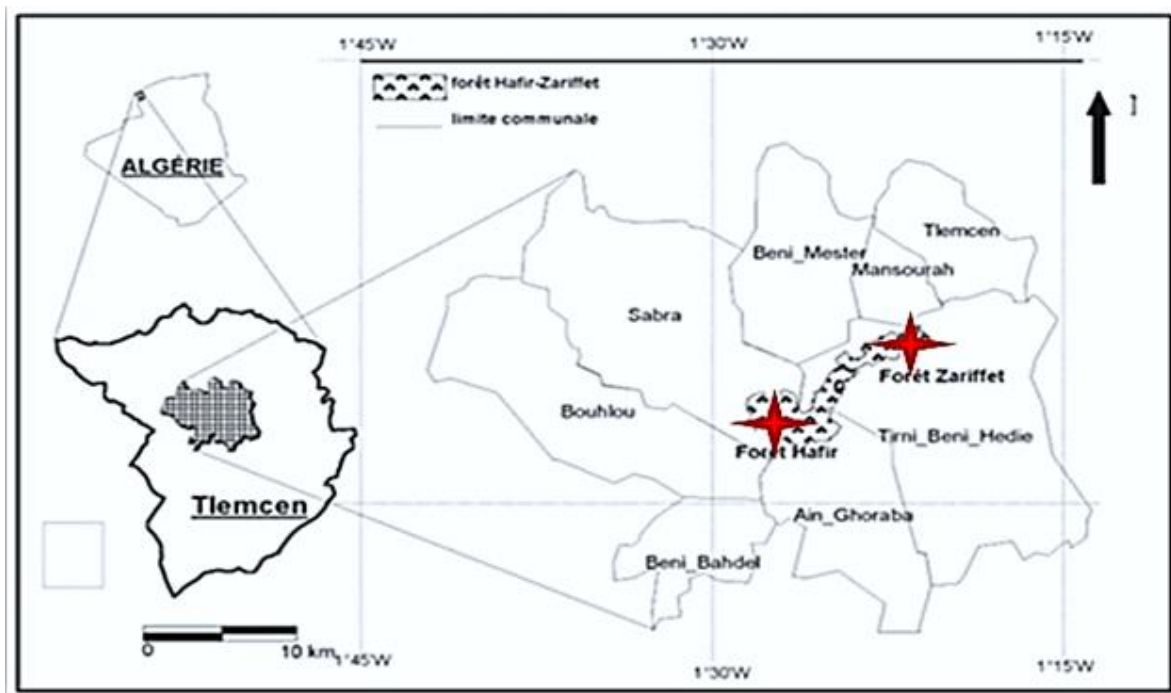 1°45'W
1°30'W
1°15'W
forêt Hafir-Zariffet
limite communale
ALGÉRIE
Tlemcen
Beni_Mester
Mansourah
Sabra
Forêt Zariffet
Bouhlou
Tirni_Beni_Hedie
Forêt Hafir
Tlemcen
Ain_Ghoraba
Beni_Bahdel
0
10 km
1°45'W
1°30'W
1°15'W